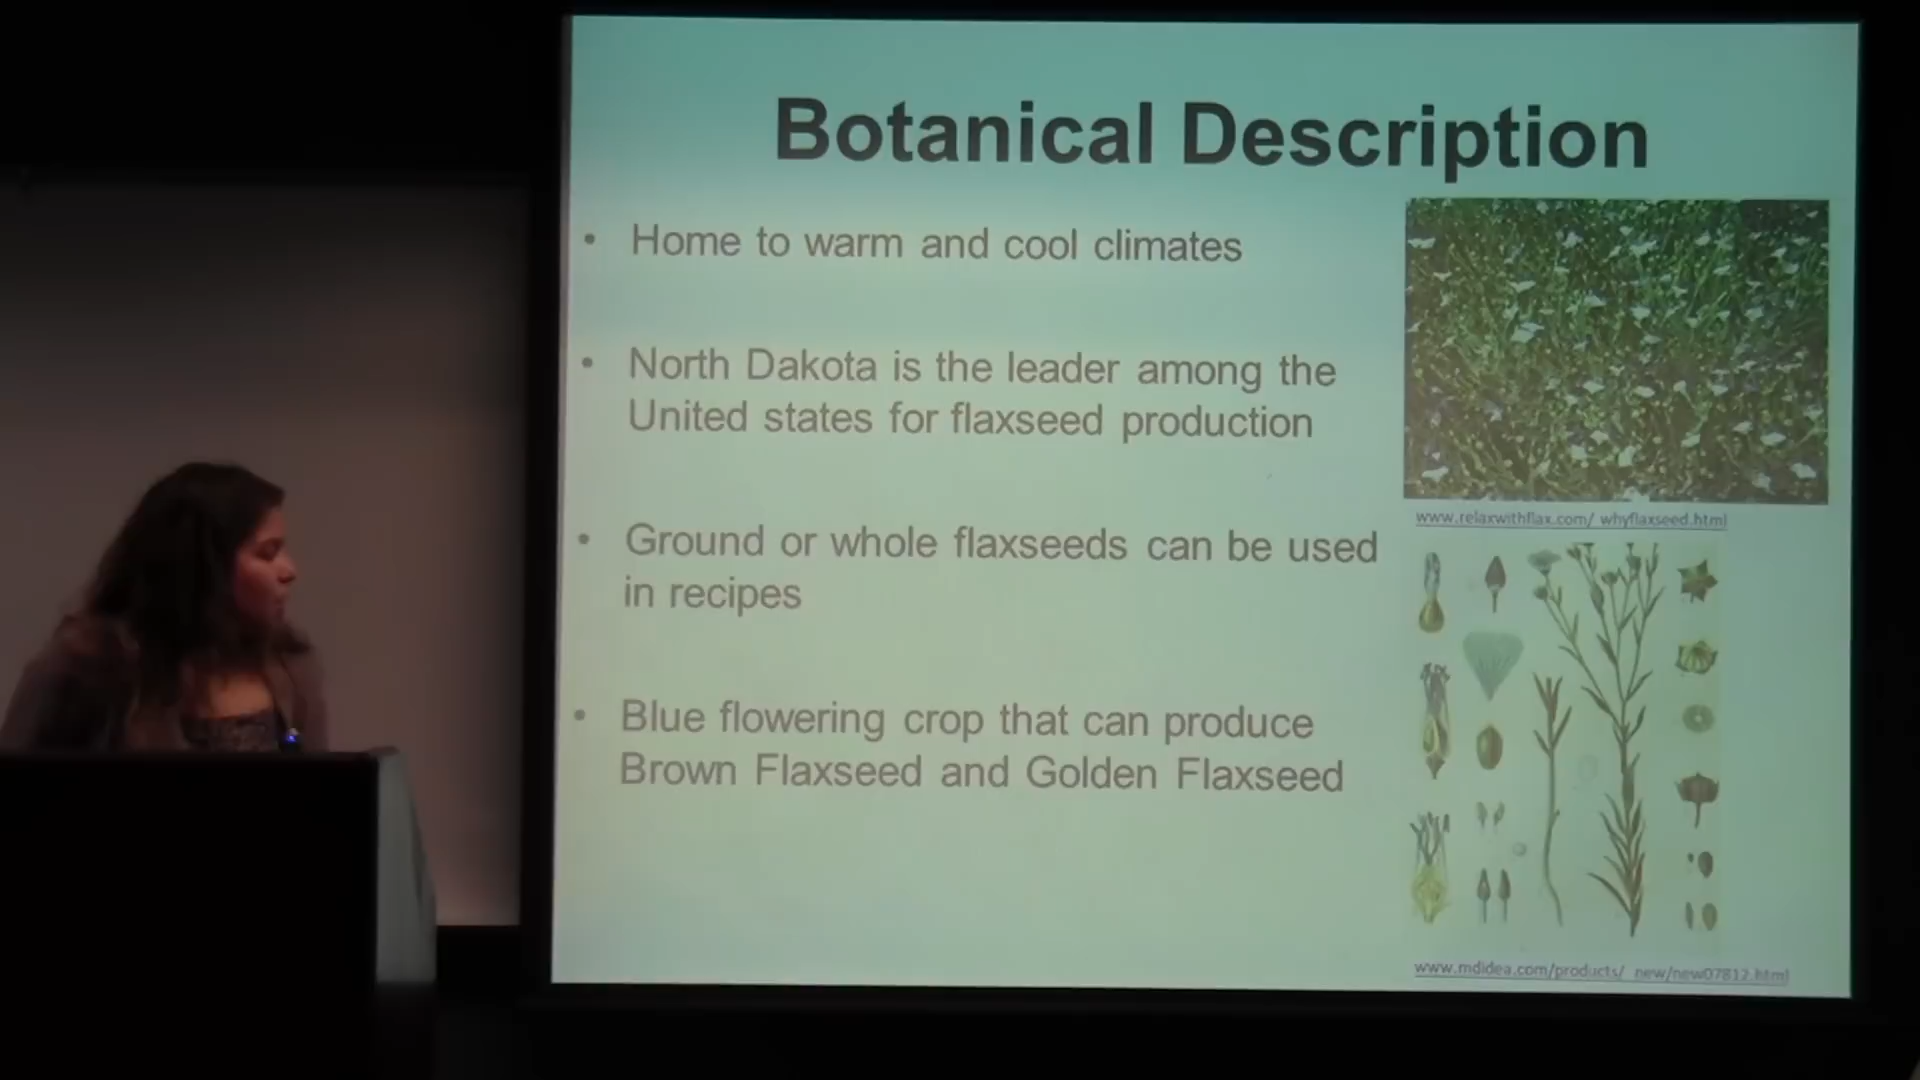 Botanical Description
• Home to warm and cool climates
• North Dakota is the leader among the
United states for flaxseed production
• Ground or whole flaxseeds can be used
in recipes
• Blue flowering crop that can produce
Brown Flaxseed and Golden Flaxseed
www.relaxwithflax.com/ whyflaxseed.html
www.mdidea.com/products/ new/new07812.html